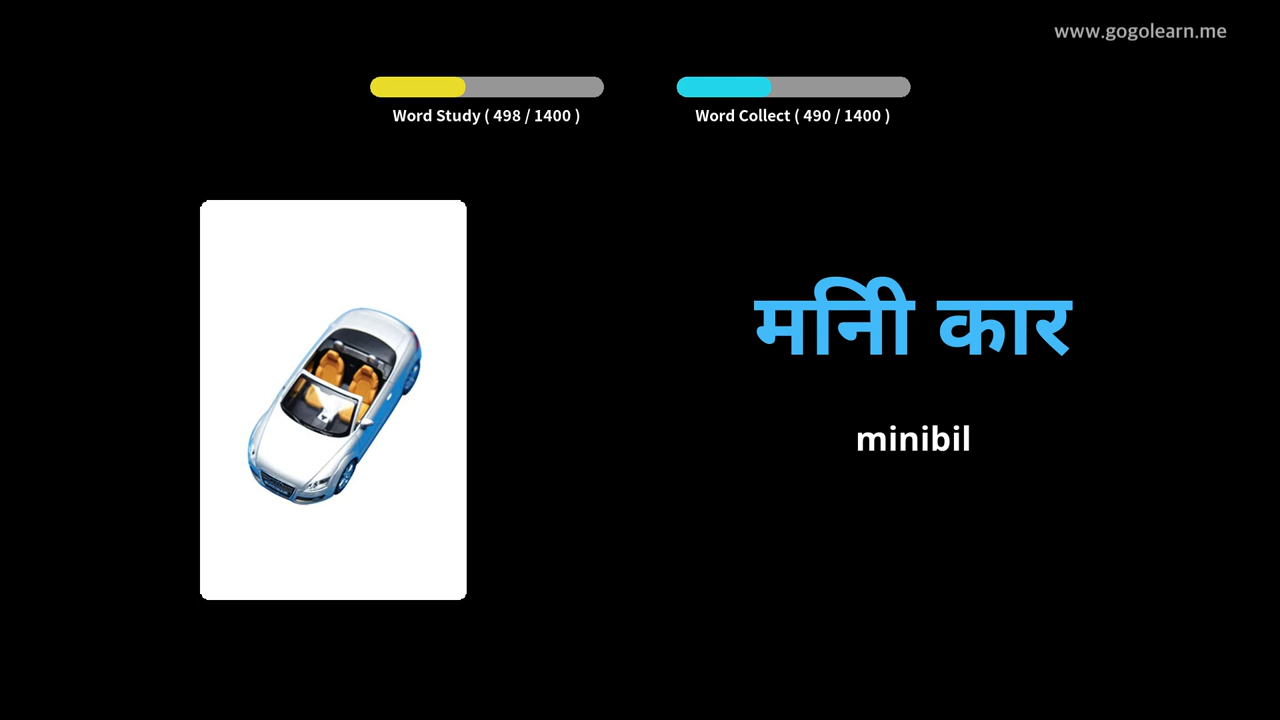 www.gogolearn.me
Word Study ( 498 / 1400 )
Word Collect ( 490 / 1400 )
मिनी कार
minibil